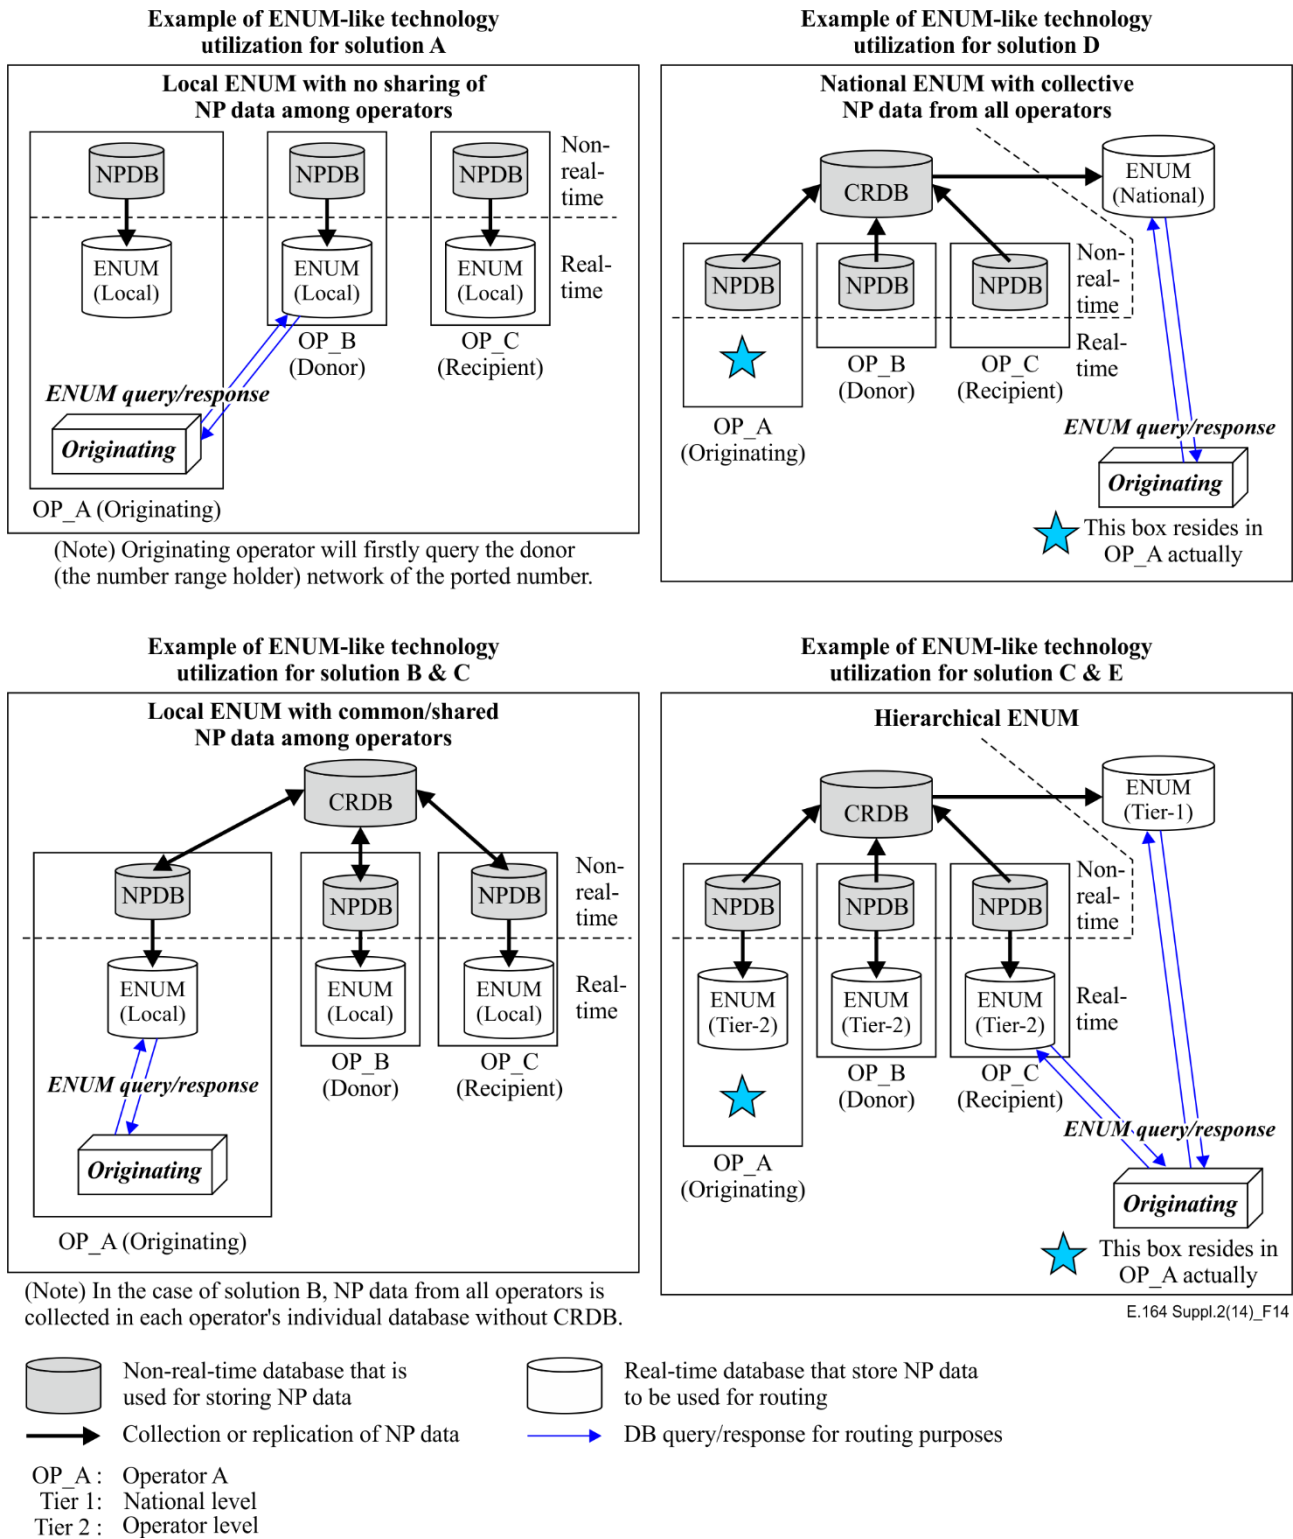 Example of ENUM-like technology
utilization for solution A
Local ENUM with no sharing of
NP data among operators
NPDB
NPDB
NPDB
Non-
real-
time
ENUM
(Local)
ENUM
(Local)
ENUM
(Local)
Real-
time
OP_B
(Donor)
OP_C
(Recipient)
ENUM query/response
Originating
OP_A (Originating)
(Note) Originating operator will firstly query the donor
(the number range holder) network of the ported number.
Example of ENUM-like technology
utilization for solution D
National ENUM with collective
NP data from all operators
CRDB
ENUM
(National)
NPDB
NPDB
NPDB
Non-
real-
time
Real-
time
OP_B
(Donor)
OP_C
(Recipient)
OP_A
(Originating)
ENUM query/response
Originating
This box resides in
OP_A actually
Example of ENUM-like technology
utilization for solution B & C
Local ENUM with common/shared
NP data among operators
CRDB
NPDB
NPDB
NPDB
Non-
real-
time
ENUM
(Local)
ENUM
(Local)
ENUM
(Local)
Real-
time
OP_B
(Donor)
OP_C
(Recipient)
ENUM query/response
Originating
OP_A (Originating)
(Note) In the case of solution B, NP data from all operators is
collected in each operator's individual database without CRDB.
Example of ENUM-like technology
utilization for solution C & E
Hierarchical ENUM
CRDB
ENUM
(Tier-1)
NPDB
NPDB
NPDB
Non-
real-
time
ENUM
(Tier-2)
ENUM
(Tier-2)
ENUM
(Tier-2)
Real-
time
OP_B
(Donor)
OP_C
(Recipient)
OP_A
(Originating)
ENUM query/response
Originating
This box resides in
OP_A actually
E.164 Suppl.2(14)_F14
Non-real-time database that is
used for storing NP data
Real-time database that store NP data
to be used for routing
Collection or replication of NP data
DB query/response for routing purposes
OP_A : Operator A
Tier 1: National level
Tier 2 : Operator level